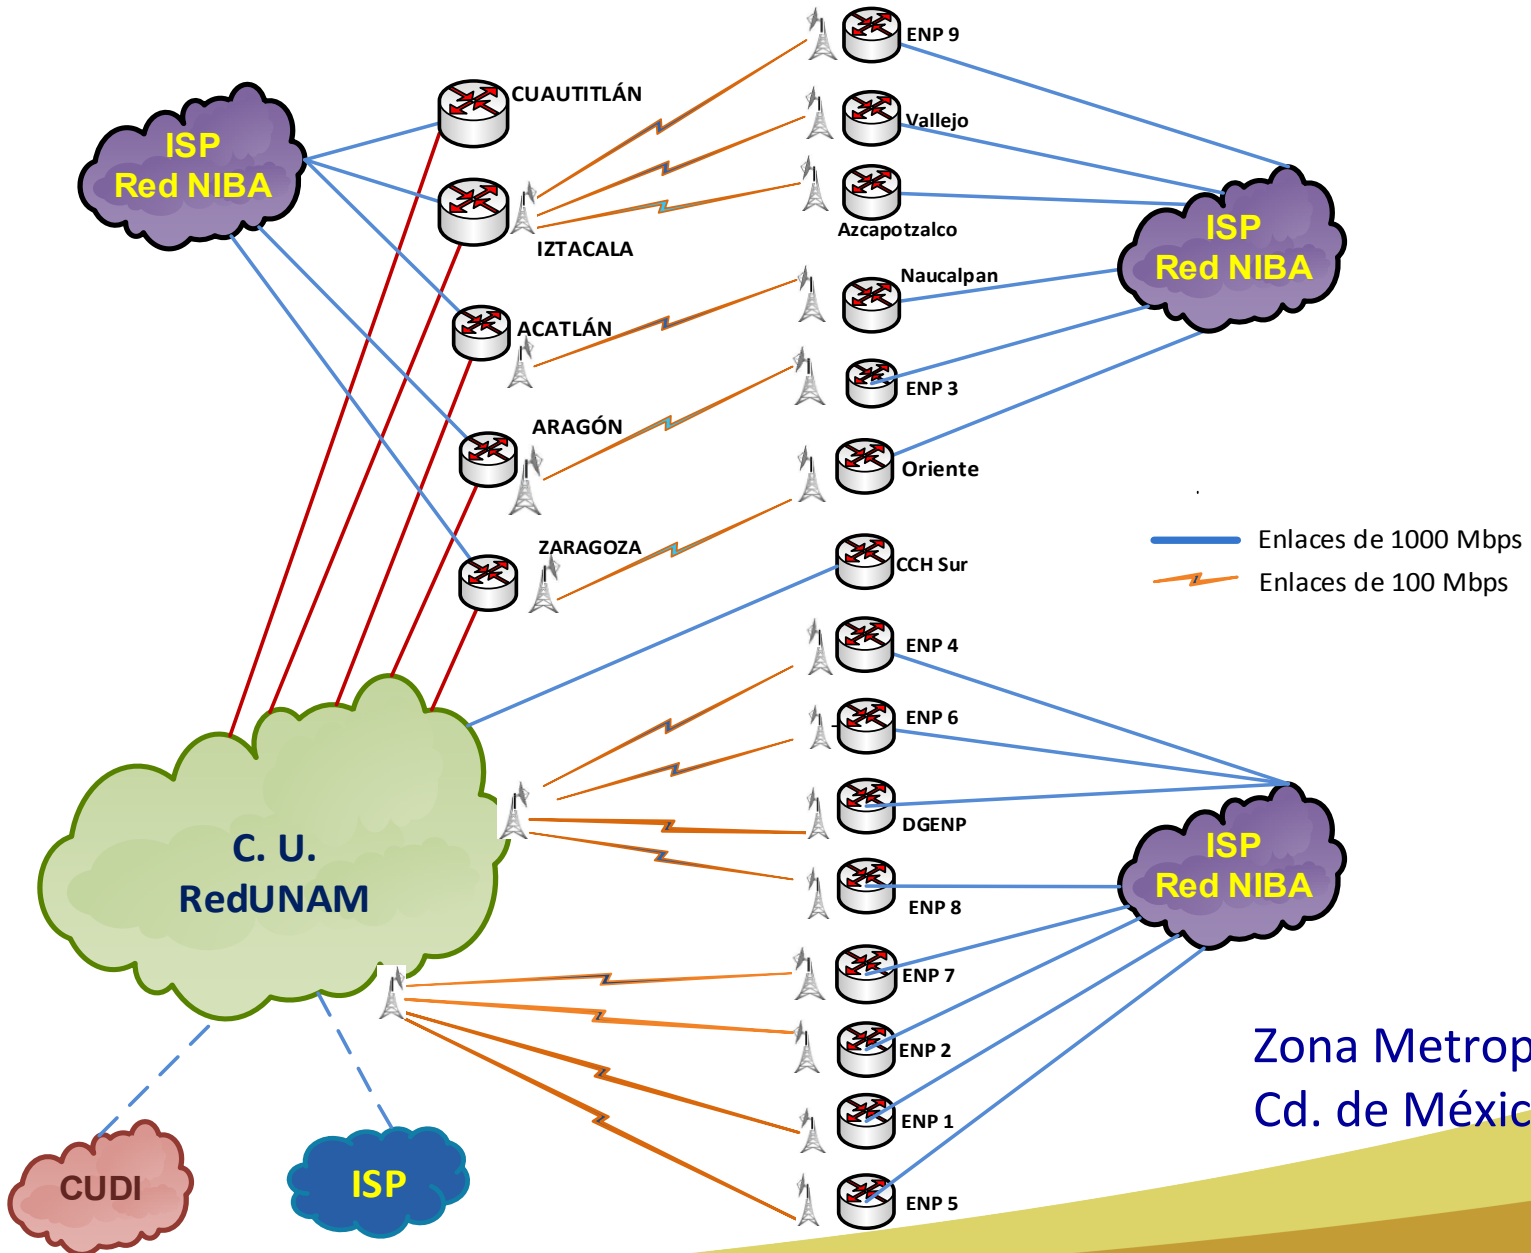 ISP
Red NIBA
CUAUTITLÁN
IZTACALA
ACATLÁN
ARAGÓN
ZARAGOZA
ENP 9
Vallejo
Azcapotzalco
Naucalpan
ENP 3
Oriente
CCH Sur
ENP 4
ENP 6
DGENP
ENP 8
ENP 7
ENP 2
ENP 1
ENP 5
ISP
Red NIBA
Enlaces de 1000 Mbps
Enlaces de 100 Mbps
ISP
Red NIBA
C. U.
RedUNAM
CUDI
ISP
Zona Metrop
Cd. de Méxic